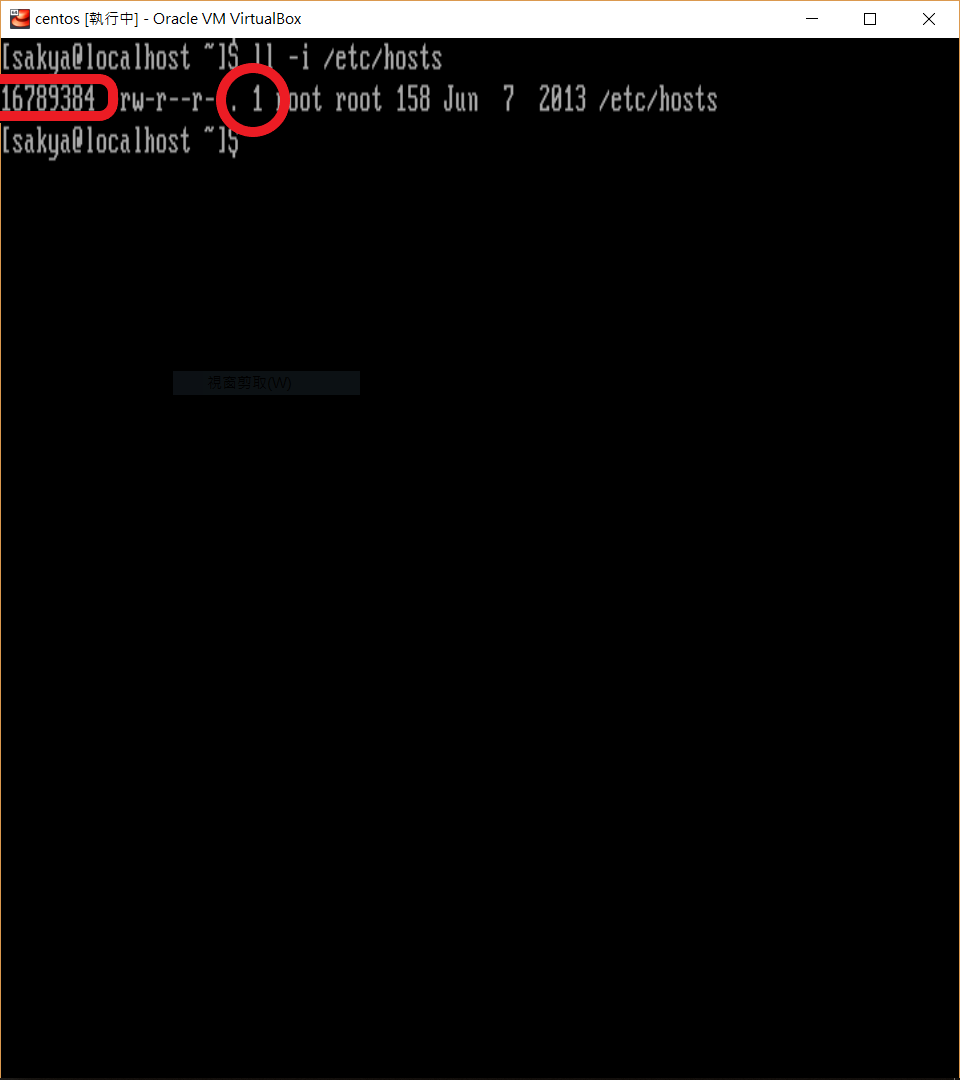 centos [執行中] - Oracle VM VirtualBox
[sakya@localhost ~]$ ll -i /etc/hosts
16789384 rw-r--r-. 1 root root 158 Jun 7 2013 /etc/hosts
[sakya@localhost ~]$
視窗剪取(W)